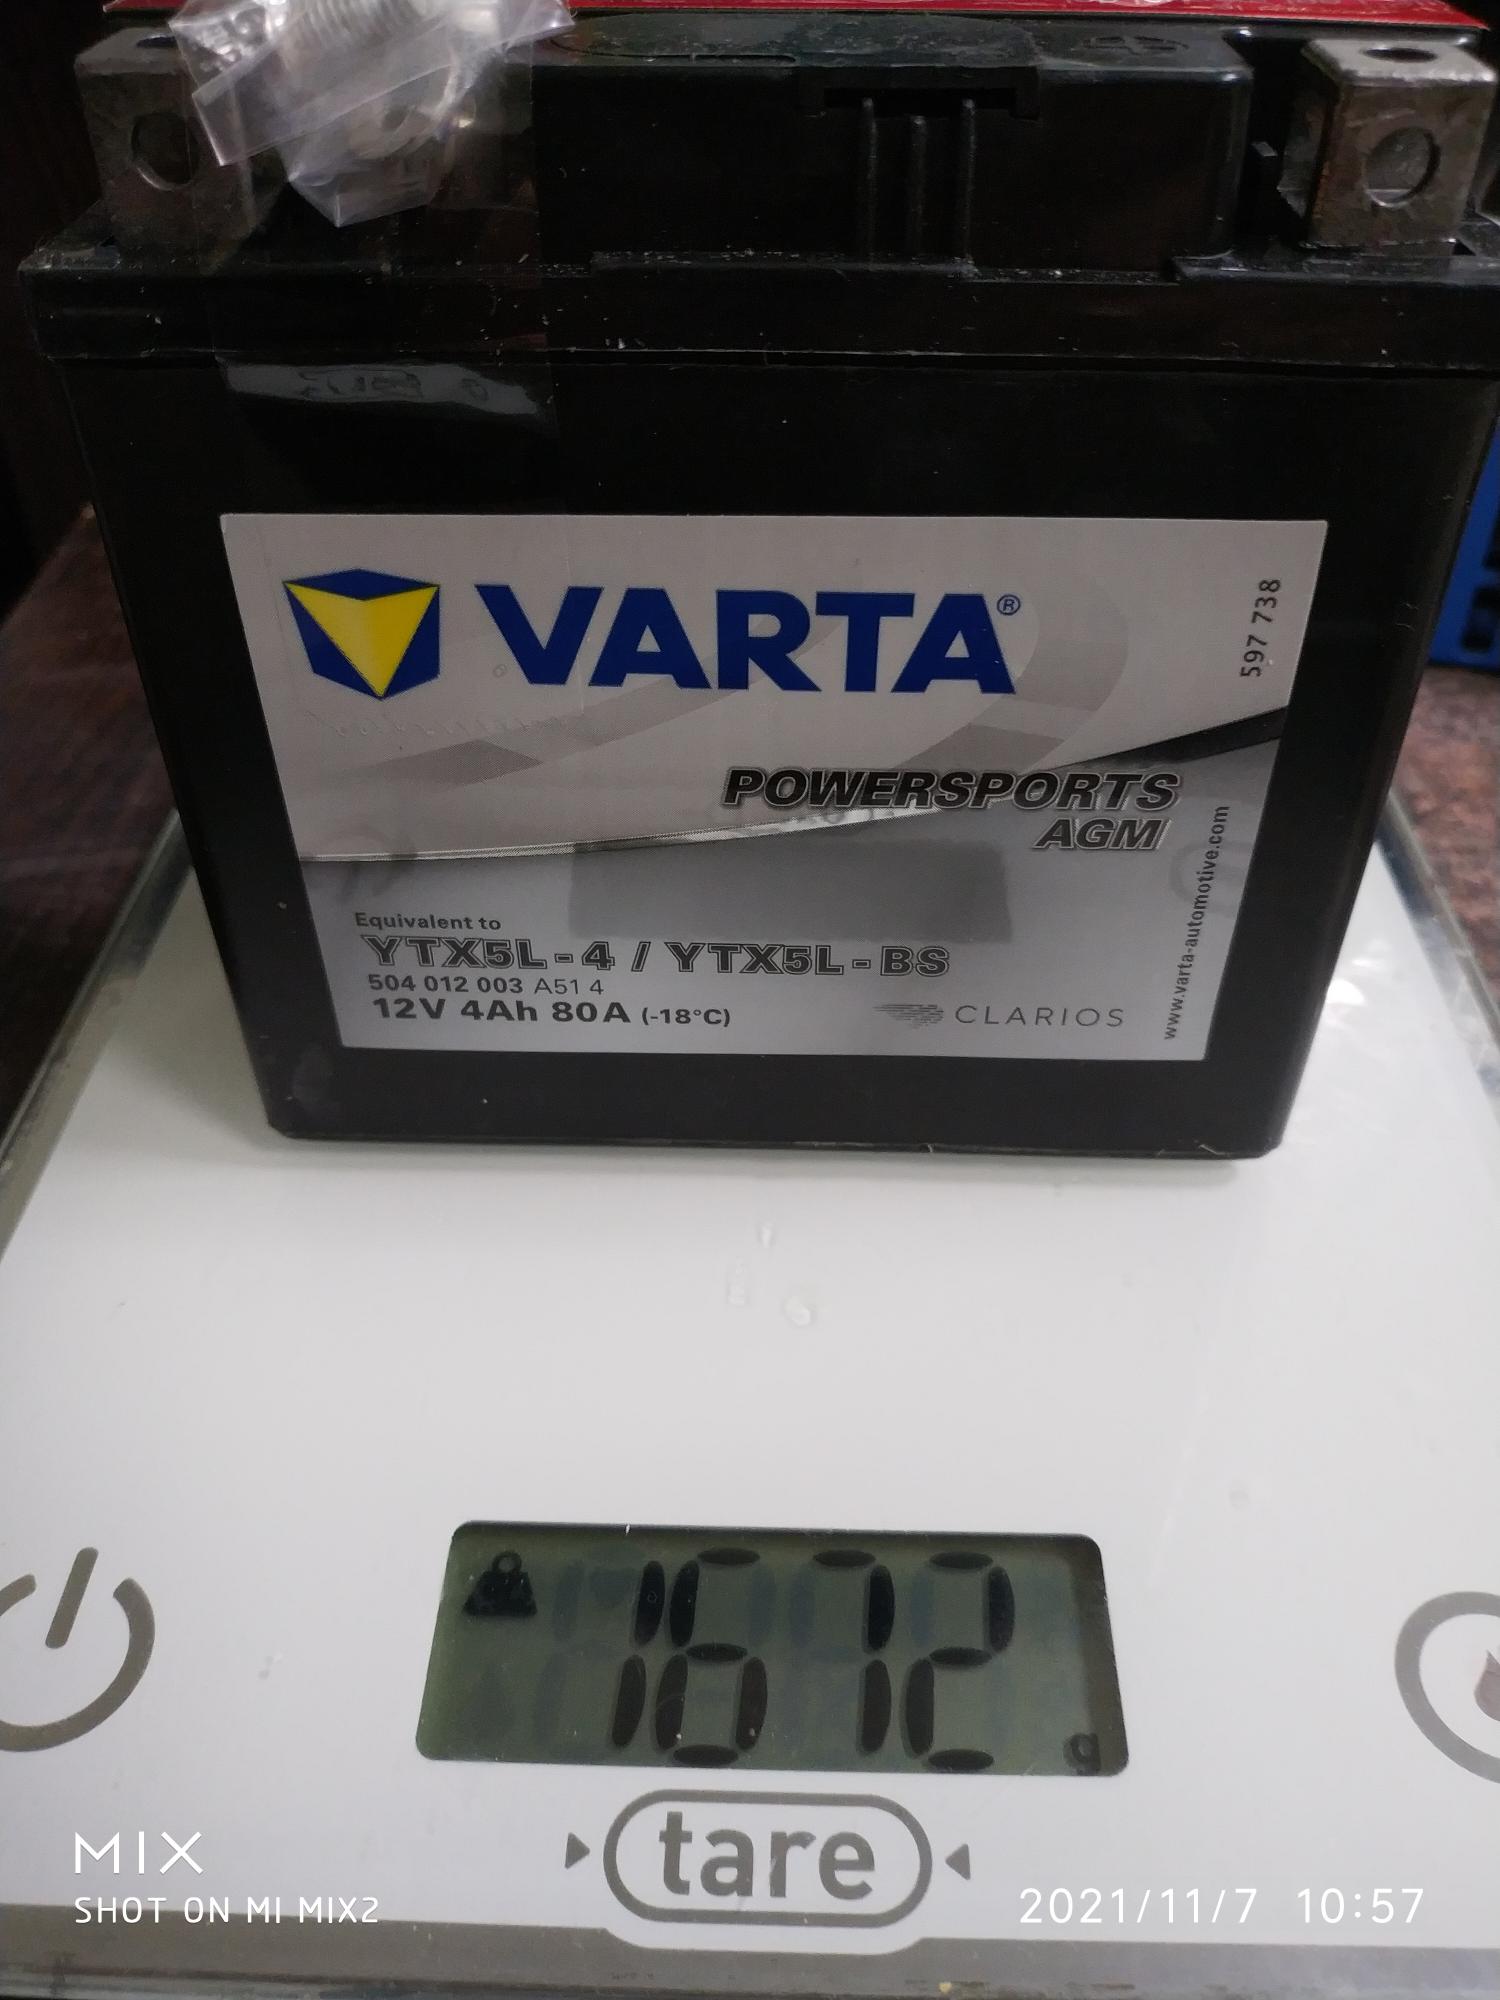 VARTA®
597 738
POWERSPORTS
AGM
www.varta-automotive.com
Equivalent to
YTX5L-4 / YTX5L-BS
504 012 003 A51 4
12V 4Ah 80A (-18°C)
CLARIOS
1672 g
tare
MIX
SHOT ON MI MIX2
2021/11/7 10:57